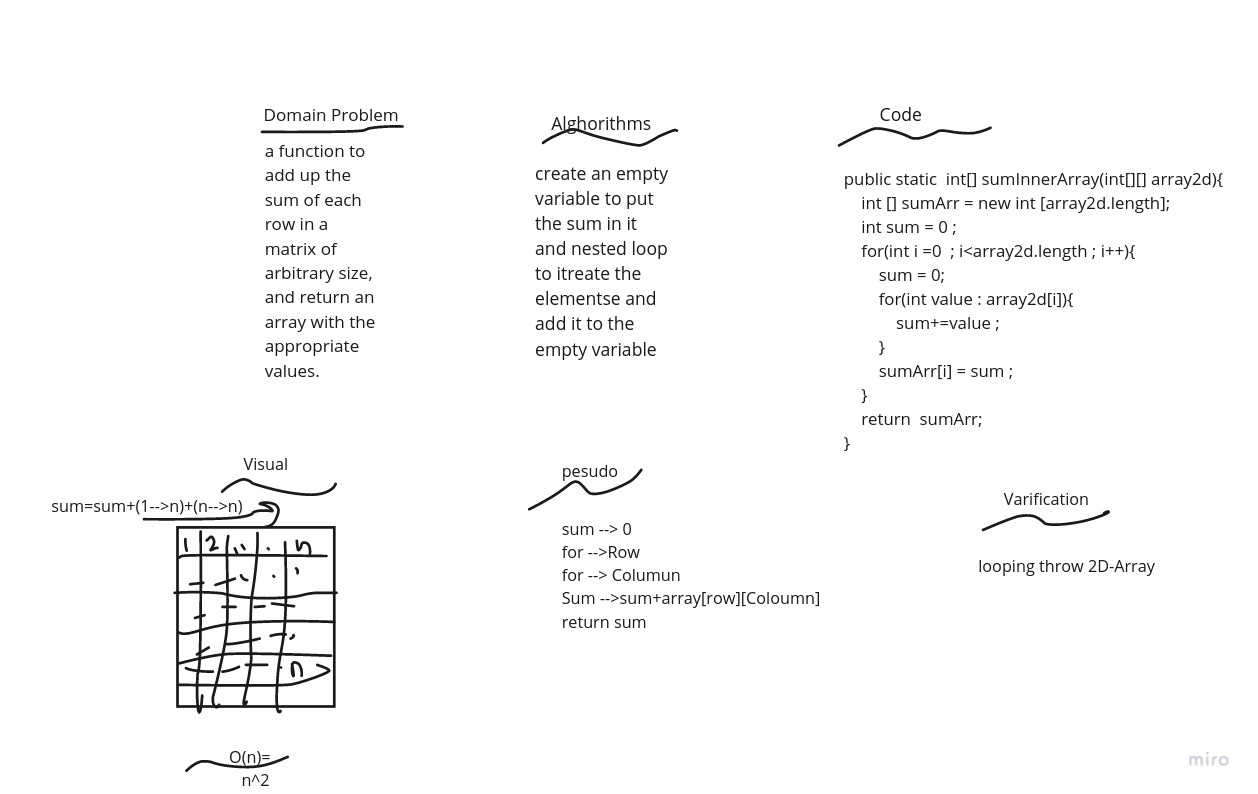 Domain Problem
a function to
add up the
sum of each
row in a
matrix of
arbitrary size,
and return an
array with the
appropriate
values.
Alghorithms
create an empty
variable to put
the sum in it
and nested loop
to itreate the
elementse and
add it to the
empty variable
Code
public static  int[] sumInnerArray(int[][] array2d){
    int [] sumArr = new int [array2d.length];
    int sum = 0 ;
    for(int i =0  ; i<array2d.length ; i++){
        sum = 0;
        for(int value : array2d[i]){
            sum+=value ;
        }
        sumArr[i] = sum ;
    }
    return  sumArr;
}
Visual
sum=sum+(1-->n)+(n-->n)
1 2 n
n
O(n)=
n^2
pesudo
sum --> 0
for -->Row
for --> Columun
Sum -->sum+array[row][Coloumn]
return sum
Varification
looping throw 2D-Array
miro